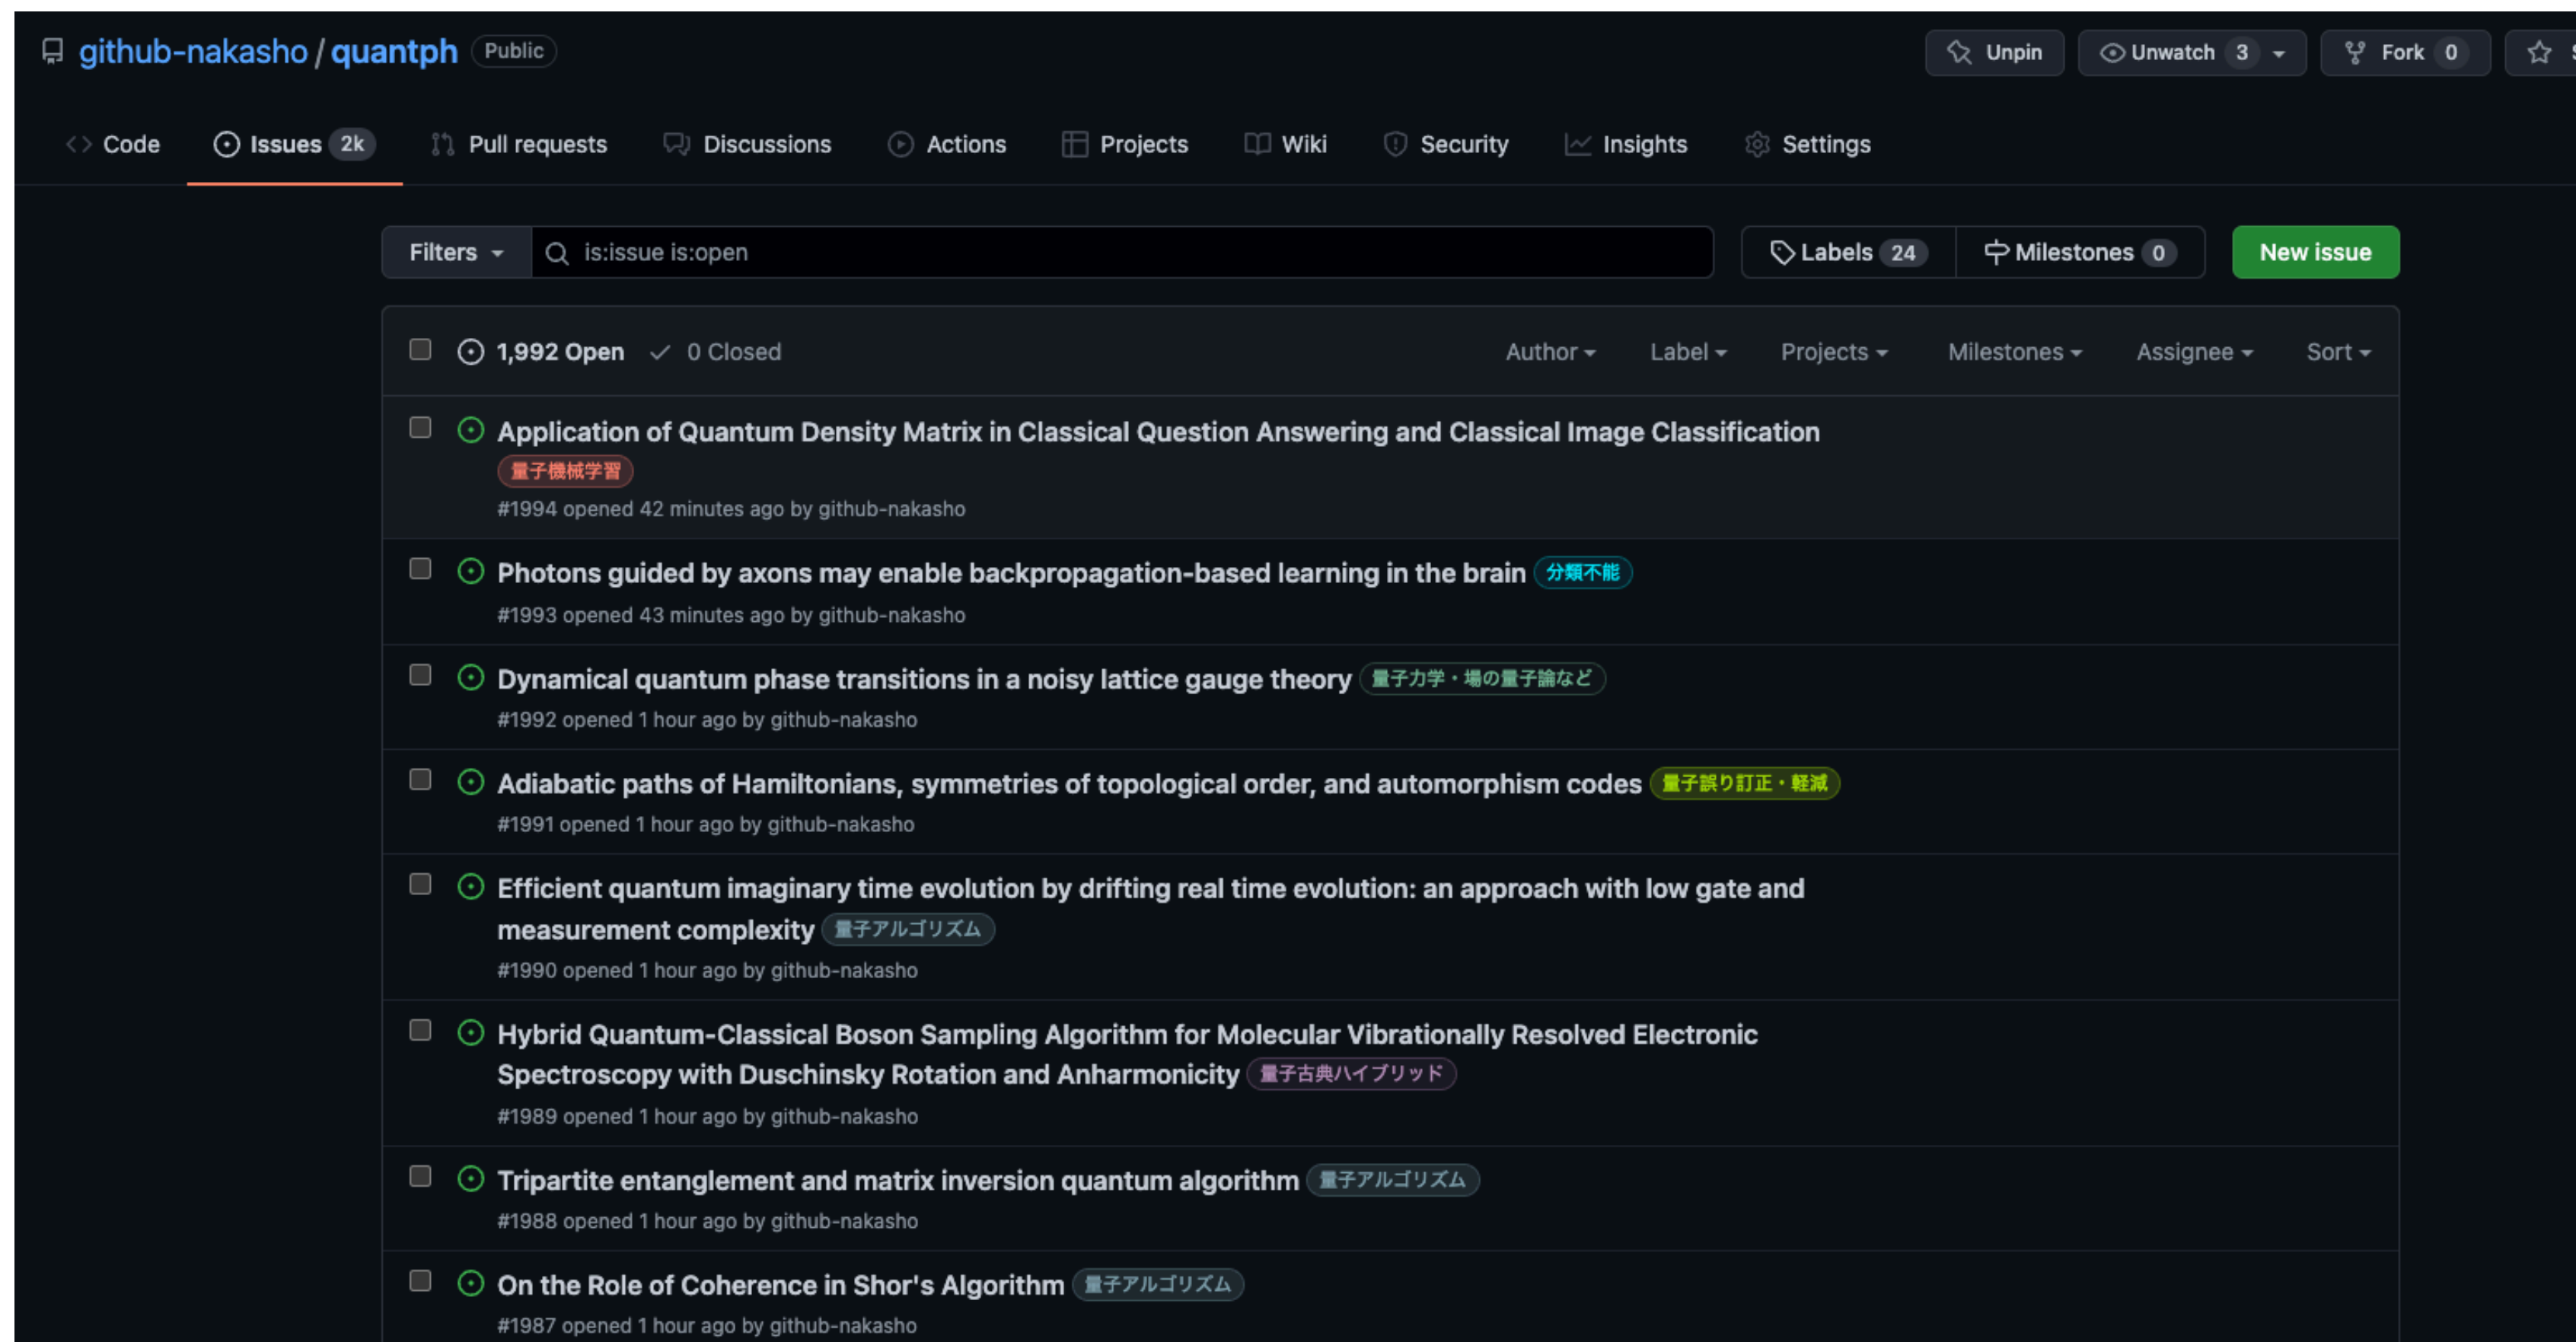 github-nakasho / quantph Public Unpin Unwatch 3 Fork 0
Code Issues 2k Pull requests Discussions Actions Projects Wiki Security Insights Settings
Filters is:issue is:open Labels 24 Milestones 0 New issue
1,992 Open 0 Closed Author Label Projects Milestones Assignee Sort
Application of Quantum Density Matrix in Classical Question Answering and Classical Image Classification
量子機械学習
#1994 opened 42 minutes ago by github-nakasho
Photons guided by axons may enable backpropagation-based learning in the brain 分類不能
#1993 opened 43 minutes ago by github-nakasho
Dynamical quantum phase transitions in a noisy lattice gauge theory 量子力学・場の量子論など
#1992 opened 1 hour ago by github-nakasho
Adiabatic paths of Hamiltonians, symmetries of topological order, and automorphism codes 量子誤り訂正・軽減
#1991 opened 1 hour ago by github-nakasho
Efficient quantum imaginary time evolution by drifting real time evolution: an approach with low gate and
measurement complexity 量子アルゴリズム
#1990 opened 1 hour ago by github-nakasho
Hybrid Quantum-Classical Boson Sampling Algorithm for Molecular Vibrationally Resolved Electronic
Spectroscopy with Duschinsky Rotation and Anharmonicity 量子古典ハイブリッド
#1989 opened 1 hour ago by github-nakasho
Tripartite entanglement and matrix inversion quantum algorithm 量子アルゴリズム
#1988 opened 1 hour ago by github-nakasho
On the Role of Coherence in Shor's Algorithm 量子アルゴリズム
#1987 opened 1 hour ago by github-nakasho